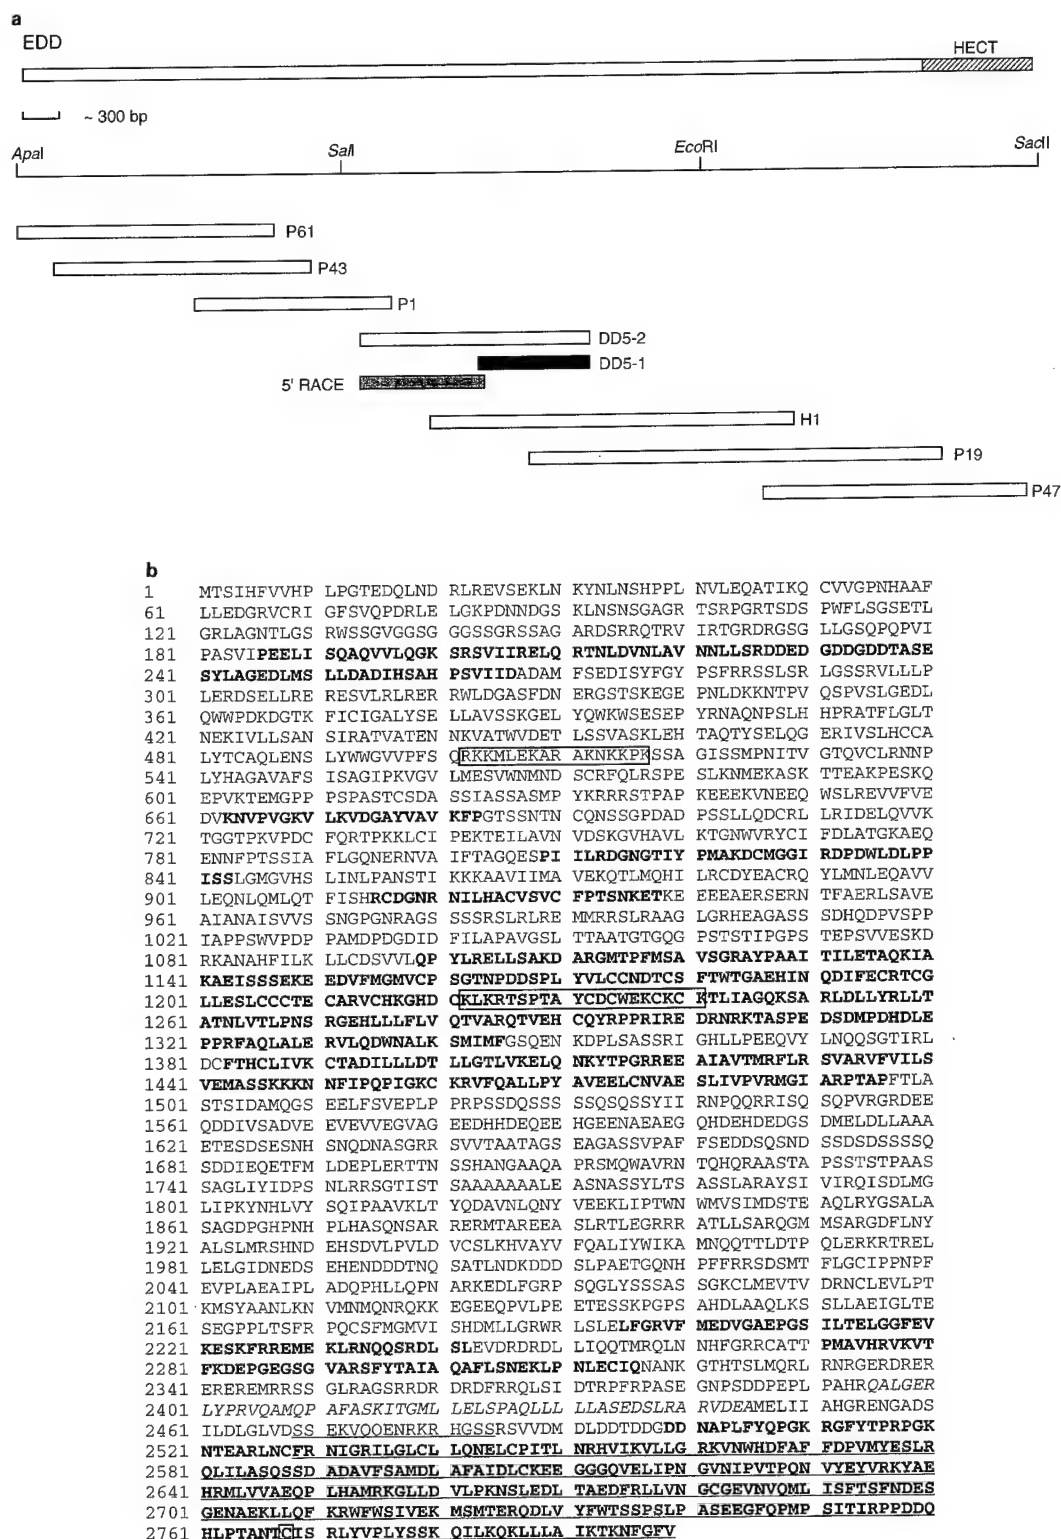 a
EDD
HECT
~ 300 bp
ApaI SalI EcoRI SacII
P61
P43
P1
DD5-2
DD5-1
5' RACE
H1
P19
P47
b
1 MTSIHFVVHP LPGTEDQLND RLREVSEKLN KYNLNSHPPL NVLEQATIKQ CVVGPNHAAF
61 LLEDGRVCRI GFSVQPDRLE LGKPDNNDGS KLNSNSGAGR TSRPGRTSDS PWFLSGSETL
121 GRLAGNTLGS RWSSGVGGSG GGSSGRSSAG ARDSRRQTRV IRTGRDRGSG LLGSQPQPVI
181 PASVIPEELI SQAQVVLQGK SRSVIIRELQ RTNLDVNLAV NNLLSRDDED GDDGDDTASE
241 SYLAGEDLMS LLDADIHSAH PSVIIDADAM FSEDISYFGY PSFRRSSLSR LGSSRVLLLP
301 LERDSELLRE RESVLRLRER RWLDGASFDN ERGSTSKEGE PNLDKKNTPV QSPVSLGEDL
361 QWWPDKDGTK FICIGALYSE LLAVSSKGEL YQWKWSESEP YRNAQNPSLH HPRATFLGLT
421 NEKIVLLSAN SIRATVATEN NKVATWVDET LSSVASKLEH TAQTYSELQG ERIVSLHCCA
481 LYTCAQLENS LYWWGVVPFS QRKKMLEKAR AKNKKPKSSA GISSMPNITV GTQVCLRNNP
541 LYHAGAVAFS ISAGIPKVGV LMESVWNMND SCRFQLRSPE SLKNMEKASK TTEAKPESKQ
601 EPVKTEMGPP PSPASTCSDA SSIASSASMP YKRRRSTPAP KEEEKVNEEQ WSLREVVFVE
661 DVKNVPVGKV LKVDGAYVAV KFPGTSSNTN CQNSSGPDAD PSSLLQDCRL LRIDELQVVK
721 TGGTPKVPDC FQRTPKKLCI PEKTEILAVN VDSKGVHAVL KTGNWVRYCI FDLATGKAEQ
781 ENNFPTSSIA FLGQNERNVA IFTAGQESPI ILRDGNGTIY PMAKDCMGGI RDPDWLDLPP
841 ISSLGMGVHS LINLPANSTI KKKAAVIIMA VEKQTLMQHI LRCDYEACRQ YLMNLEQAVV
901 LEQNLQMLQT FISHRCDGNR NILHACVSVC FPTSNKETKE EEEAERSERN TFAERLSAVE
961 AIANAISVVS SNGPGNRAGS SSSRSLRLRE MMRRSLRAAG LGRHEAGASS SDHQDPVSPP
1021 IAPPSWVPDP PAMDPDGDID FILAPAVGSL TTAATGTGQG PSTSTIPGPS TEPSVVESKD
1081 RKANAHFILK LLCDSVVLQP YLRELLSAKD ARGMTPFMSA VSGRAYPAAI TILETAQKIA
1141 KAEISSSEKE EDVFMGMVCP SGTNPDDSPL YVLCCNDTCS FTWTGAEHIN QDIFECRTCG
1201 LLESLCCCTE CARVCHKGHD CKLKRTSPTA YCDCWEKCKC KTLIAGQKSA RLDLLYRLLT
1261 ATNLVTLPNS RGEHLLLFLV QTVARQTVEH CQYRPPRIRE DRNRKTASPE DSDMPDHDLE
1321 PPRFAQLALE RVLQDWNALK SMIMFGSQEN KDPLSASSRI GHLLPEEQVY LNQQSGTIRL
1381 DCFTHCLIVK CTADILLLDT LLGTLVKELQ NKYTPGRREE AIAVTMRFLR SVARVFVILS
1441 VEMASSKKKN NFIPQPIGKC KRVFQALLPY AVEELCNVAE SLIVPVRMGI ARPTAPFTLA
1501 STSIDAMQGS EELFSVEPLP PRPSSDQSSS SSQSQSSYII RNPQQRRISQ SQPVRGRDEE
1561 QDDIVSADVE EVEVVEGVAG EEDHHDEQEE HGEENAEAEG QHDEHDEDGS DMELDLLAAA
1621 ETESDSESNH SNQDNASGRR SVVTAATAGS EAGASSVPAF FSEDDSQSND SSDSDSSSSQ
1681 SDDIEQETFM LDEPLERTTN SSHANGAAQA PRSMQWAVRN TQHQRAASTA PSSTSTPAAS
1741 SAGLIYIDPS NLRRSGTIST SAAAAAAALE ASNASSYLTS ASSLARAYSI VIRQISDLMG
1801 LIPKYNHLVY SQIPAAVKLT YQDAVNLQNY VEEKLIPTWN WMVSIMDSTE AQLRYGSALA
1861 SAGDPGHPNH PLHASQNSAR RERMTAREEA SLRTLEGRRR ATLLSARQGM MSARGDFLNY
1921 ALSLMRSHND EHSDVLPVLD VCSLKHVAYV FQALIYWIKA MNQQTTLDTP QLERKRTREL
1981 LELGIDNEDS EHENDDDTNQ SATLNDKDDD SLPAETGQNH PFFRRSDSMT FLGCIPPNPF
2041 EVPLAEAIPL ADQPHLLQPN ARKEDLFGRP SQGLYSSSAS SGKCLMEVTV DRNCLEVLPT
2101 KMSYAANLKN VMNMQNRQKK EGEEQPVLPE ETESSKPGPS AHDLAAQLKS SLLAEIGLTE
2161 SEGPPLTSFR PQCSFMGMVI SHDMLLGRWR LSLELFGRVF MEDVGAEPGS ILTELGGFEV
2221 KESKFRREME KLRNQQSRDL SLEVDRDRDL LIQQTMRQLN NHFGRRCATT PMAVHRVKVT
2281 FKDEPGEGSG VARSFYTAIA QAFLSNEKLP NLECIQNANK GTHTSLMQRL RNRGERDRER
2341 EREREMRRSS GLRAGSRRDR DRDFRRQLSI DTRPFRPASE GNPSDDPEPL PAHRQALGER
2401 LYPRVQAMQP AFASKITGML LELSPAQLLL LLASEDSLRA RVDEAMELII AHGRENGADS
2461 ILDLGLVDSS EKVQQENRKR HGSSRSVVDM DLDDTDDGDD NAPLFYQPGK RGFYTPRPGK
2521 NTEARLNCFR NIGRILGLCL LQNELCPITL NRHVIKVLLG RKVNWHDFAF FDPVMYESLR
2581 QLILASQSSD ADAVFSAMDL AFAIDLCKEE GGGQVELIPN GVNIPVTPQN VYEYVRKYAE
2641 HRMLVVAEQP LHAMRKGLLD VLPKNSLEDL TAEDFRLLVN GCGEVNVQML ISFTSFNDES
2701 GENAEKLLQF KRWFWSIVEK MSMTERQDLV YFWTSSPSLP ASEEGFQPMP SITIRPPDDQ
2761 HLPTANTCIS RLYVPLYSSK QILKQKLLLA IKTKNFGFV